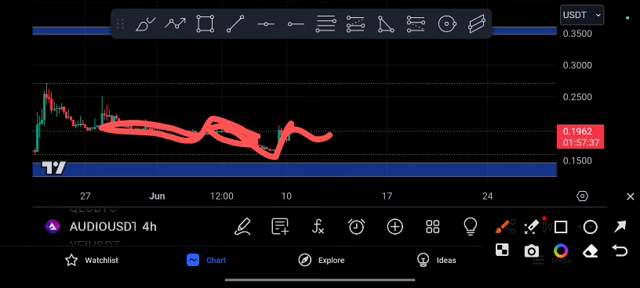 USDT
0.3500
0.3000
0.2500
0.1962
01:57:37
0.1500
27 Jun 12:00 10 17 24
AUDIOUSDT 4h
Watchlist Chart Explore Ideas